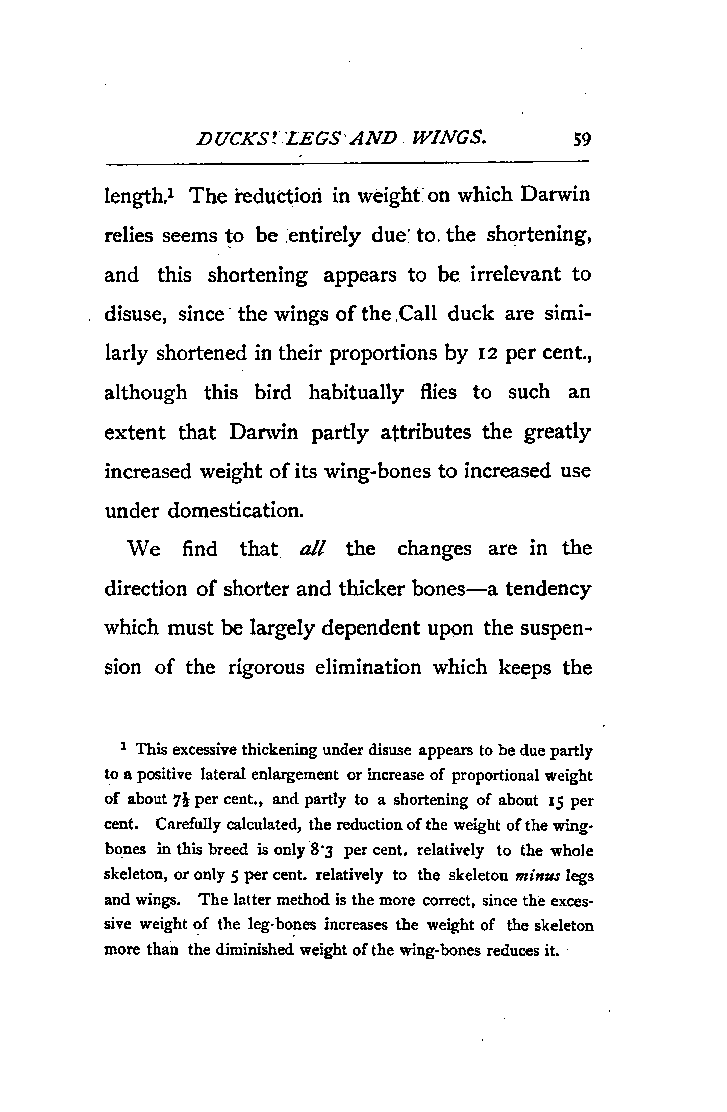 DUCKS' LEGS AND WINGS. 59
length.¹ The reduction in weight on which Darwin
relies seems to be entirely due to the shortening,
and this shortening appears to be irrelevant to
disuse, since the wings of the Call duck are simi-
larly shortened in their proportions by 12 per cent.,
although this bird habitually flies to such an
extent that Darwin partly attributes the greatly
increased weight of its wing-bones to increased use
under domestication.
We find that all the changes are in the
direction of shorter and thicker bones—a tendency
which must be largely dependent upon the suspen-
sion of the rigorous elimination which keeps the
¹ This excessive thickening under disuse appears to be due partly
to a positive lateral enlargement or increase of proportional weight
of about 7½ per cent., and partly to a shortening of about 15 per
cent. Carefully calculated, the reduction of the weight of the wing-
bones in this breed is only 8·3 per cent. relatively to the whole
skeleton, or only 5 per cent. relatively to the skeleton minus legs
and wings. The latter method is the more correct, since the exces-
sive weight of the leg-bones increases the weight of the skeleton
more than the diminished weight of the wing-bones reduces it.